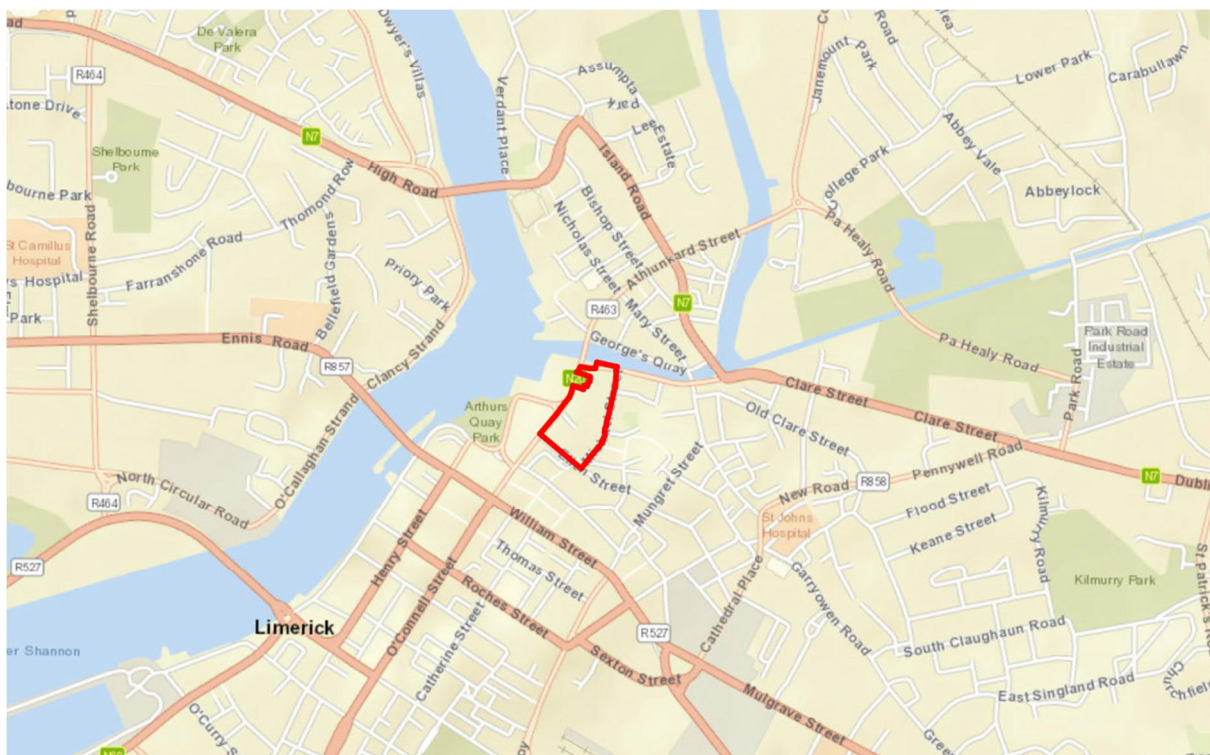 De Valera
Park
Dwyer's Villas
R464
Verdant Place
Assumpta
Park
Lee Estate
Janemount
Park
Road
Lower Park
Carabullawn
Abbey Vale
Abbeylock
N7
High Road
Island Road
Shelbourne
Park
Thomond Row
Shelbourne Road
St Camillus
Hospital
Hospital
Farranshone Road
Bellefield Gardens
Priory Park
Bishop Street
Nicholas Street
Athlunkard Street
College Park
Pa Healy Road
Park
Ennis Road
R857
Clancy Strand
R463
Mary Street
N7
George's Quay
Pa Healy Road
Park Road
Industrial
Estate
Park Road
Arthurs
Quay
Park
Clare Street
Old Clare Street
Clare Street
O'Callaghan Strand
North Circular Road
R464
Street
Mungret Street
New Road
R858
Pennywell Road
N7
St Johns
Hospital
Flood Street
Keane Street
Kilmurry Road
Kilmurry Park
R527
Henry Street
William Street
Thomas Street
Roches Street
O'Connell Street
Catherine Street
Limerick
Sexton Street
R527
Cathedral Place
Garryowen Road
South Claughaun Road
East Singland Road
Mulgrave Street
Shannon